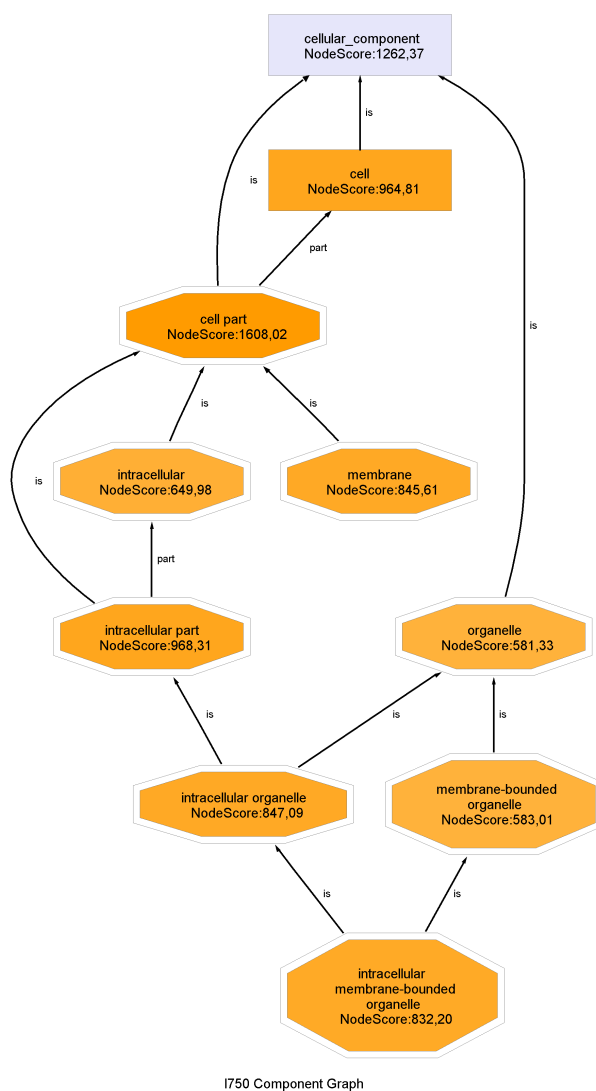 cellular_component
NodeScore:1262,37
is
cell
NodeScore:964,81
is
part
is
cell part
NodeScore:1608,02
is
is
intracellular
NodeScore:649,98
membrane
NodeScore:845,61
is
part
intracellular part
NodeScore:968,31
organelle
NodeScore:581,33
is
is
is
intracellular organelle
NodeScore:847,09
membrane-bounded
organelle
NodeScore:583,01
is
is
intracellular
membrane-bounded
organelle
NodeScore:832,20
I750 Component Graph